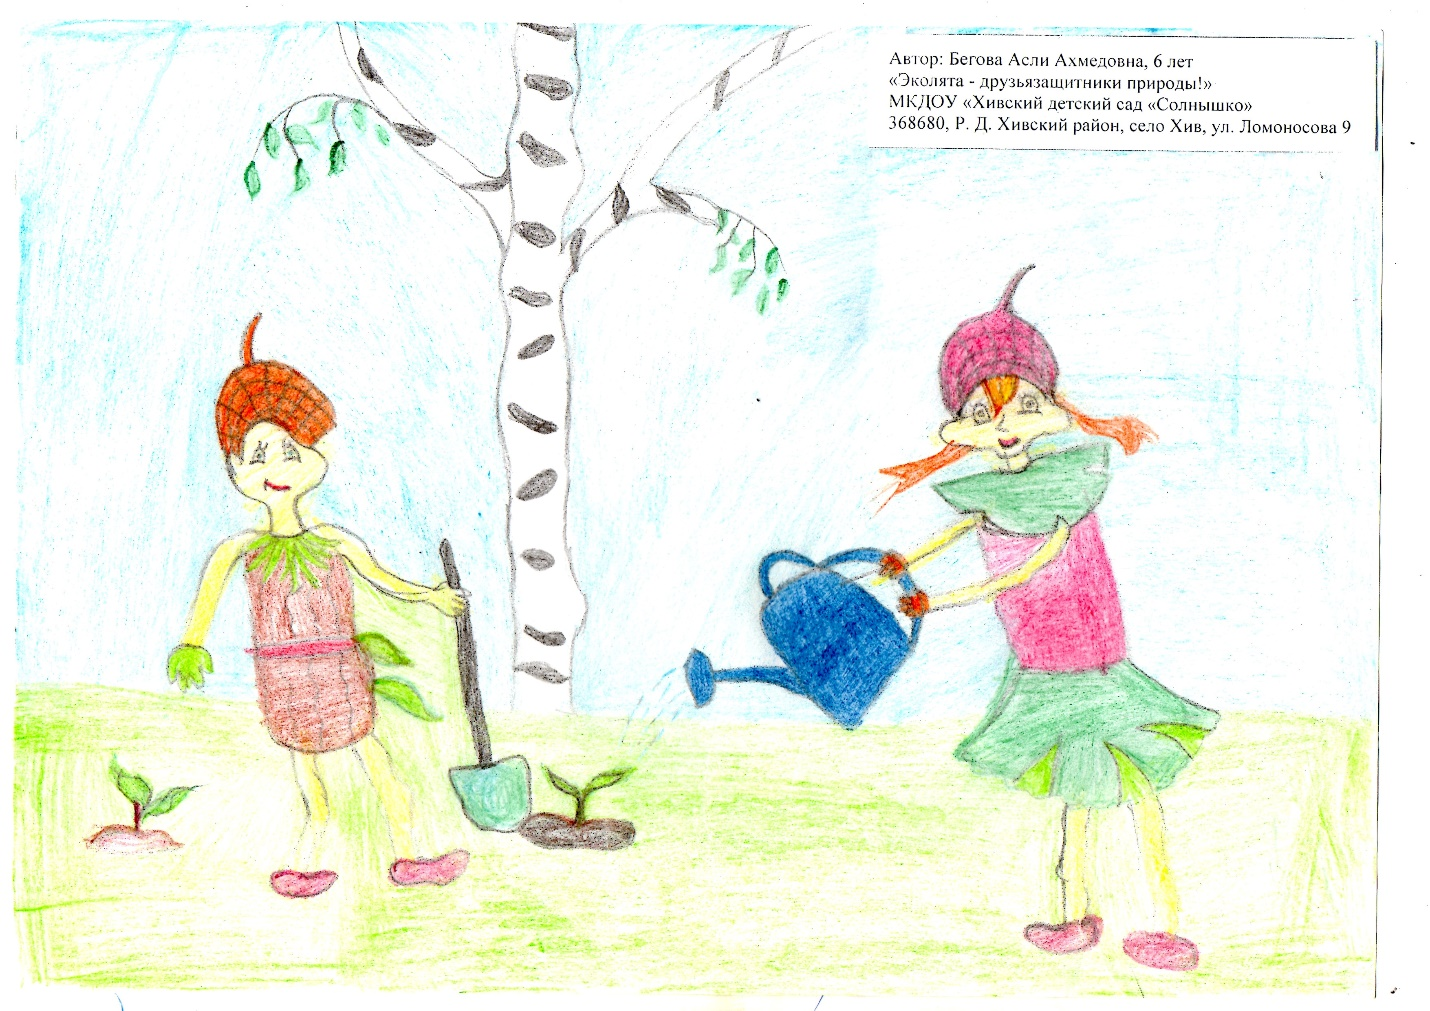 Автор: Бегова Асли Ахмедовна, 6 лет
«Эколята - друзьязащитники природы!»
МКДОУ «Хивский детский сад «Солнышко»
368680, Р. Д. Хивский район, село Хив, ул. Ломоносова 9